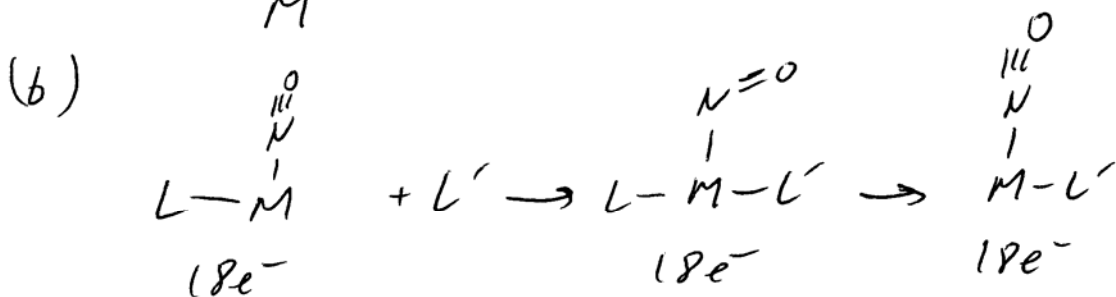 M
(b)
O O
N N=O N
L-M + L′ → L-M-L′ → M-L′
18e⁻ 18e⁻ 18e⁻